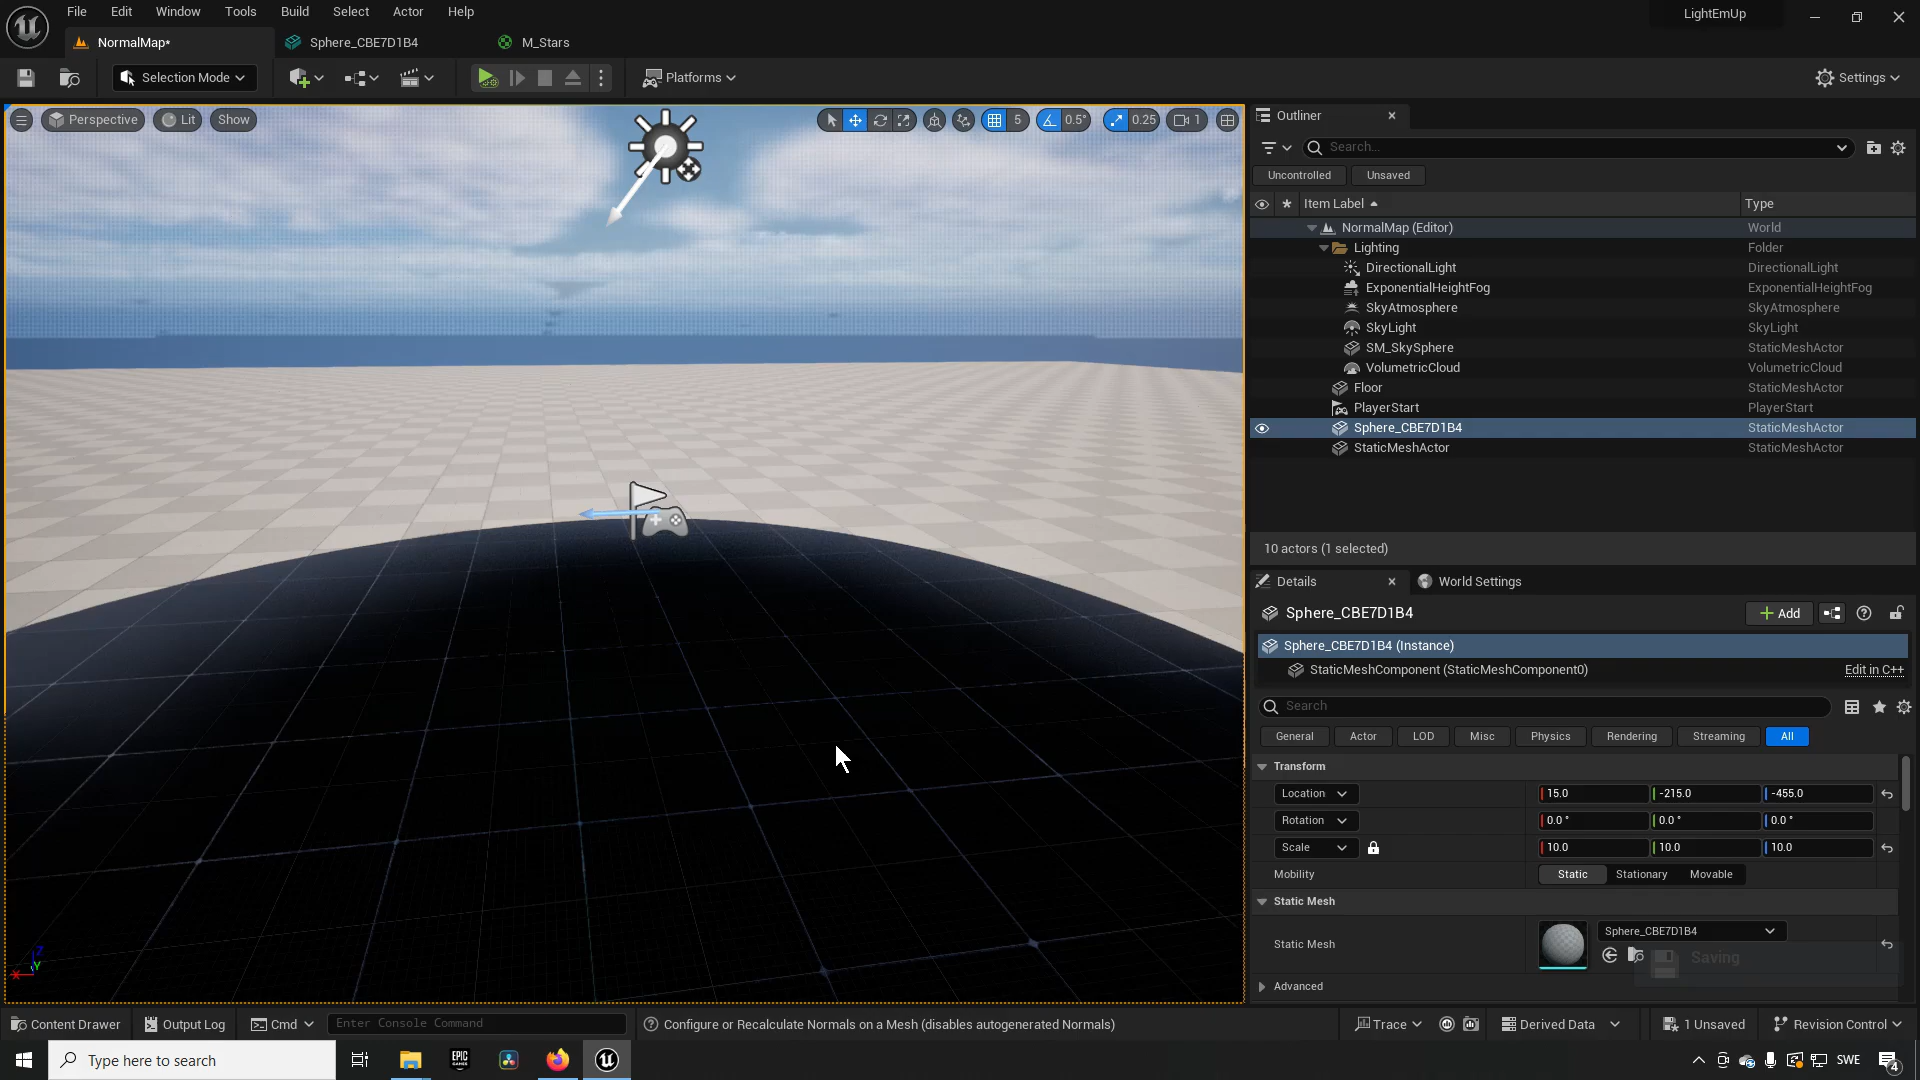 File Edit Window Tools Build Select Actor Help
LightEmUp
NormalMap*
Sphere_CBE7D1B4
M_Stars
Selection Mode
Platforms
Settings
Perspective
Lit
Show
5
0.5°
0.25
1
Outliner
Search...
Uncontrolled
Unsaved
Item Label
Type
NormalMap (Editor) World
Lighting Folder
DirectionalLight DirectionalLight
ExponentialHeightFog ExponentialHeightFog
SkyAtmosphere SkyAtmosphere
SkyLight SkyLight
SM_SkySphere StaticMeshActor
VolumetricCloud VolumetricCloud
Floor StaticMeshActor
PlayerStart PlayerStart
Sphere_CBE7D1B4 StaticMeshActor
StaticMeshActor StaticMeshActor
10 actors (1 selected)
Details
World Settings
Sphere_CBE7D1B4
Add
Sphere_CBE7D1B4 (Instance)
StaticMeshComponent (StaticMeshComponent0)
Edit in C++
Search
General Actor LOD Misc Physics Rendering Streaming All
Transform
Location 15.0 -215.0 -455.0
Rotation 0.0 ° 0.0 ° 0.0 °
Scale 10.0 10.0 10.0
Mobility Static Stationary Movable
Static Mesh
Static Mesh
Sphere_CBE7D1B4
Saving
Advanced
X Y Z
Content Drawer
Output Log
Cmd
Enter Console Command
Configure or Recalculate Normals on a Mesh (disables autogenerated Normals)
Trace
Derived Data
1 Unsaved
Revision Control
Type here to search
EPIC GAMES
SWE
4